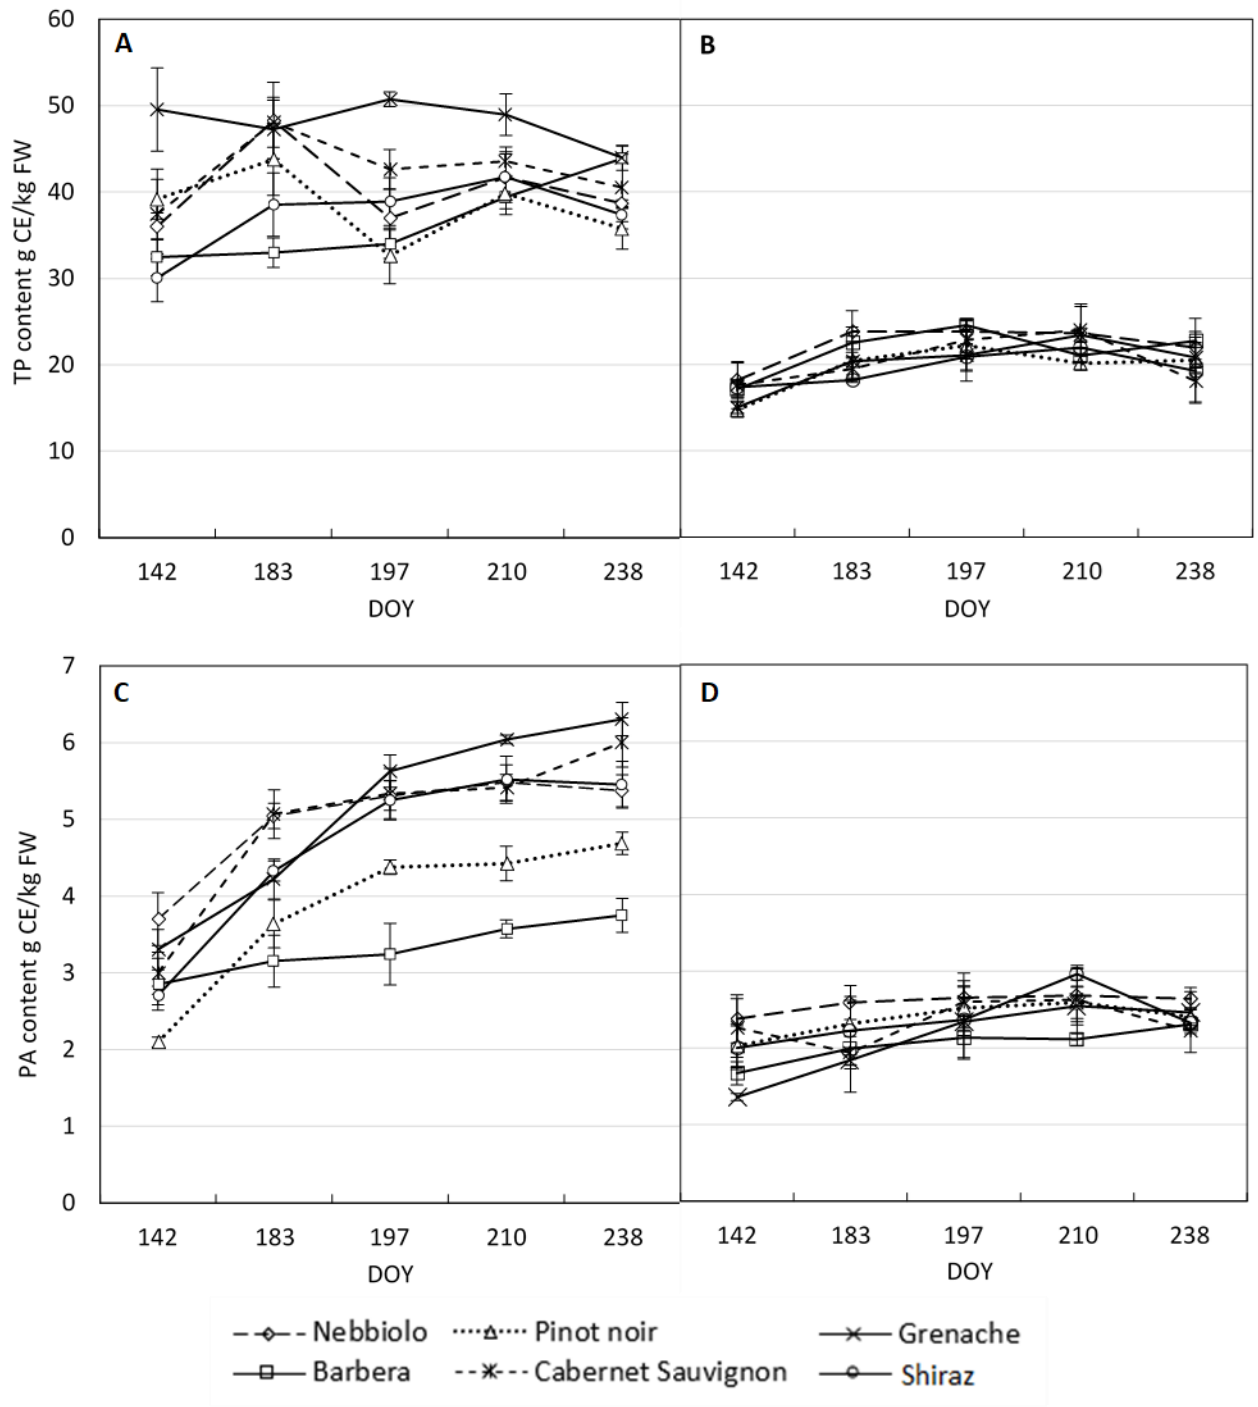 A
B
TP content g CE/kg FW
60
50
40
30
20
10
0
142 183 197 210 238
142 183 197 210 238
DOY
DOY
C
D
PA content g CE/kg FW
7
6
5
4
3
2
1
0
142 183 197 210 238
142 183 197 210 238
DOY
DOY
Nebbiolo Pinot noir Grenache
Barbera Cabernet Sauvignon Shiraz